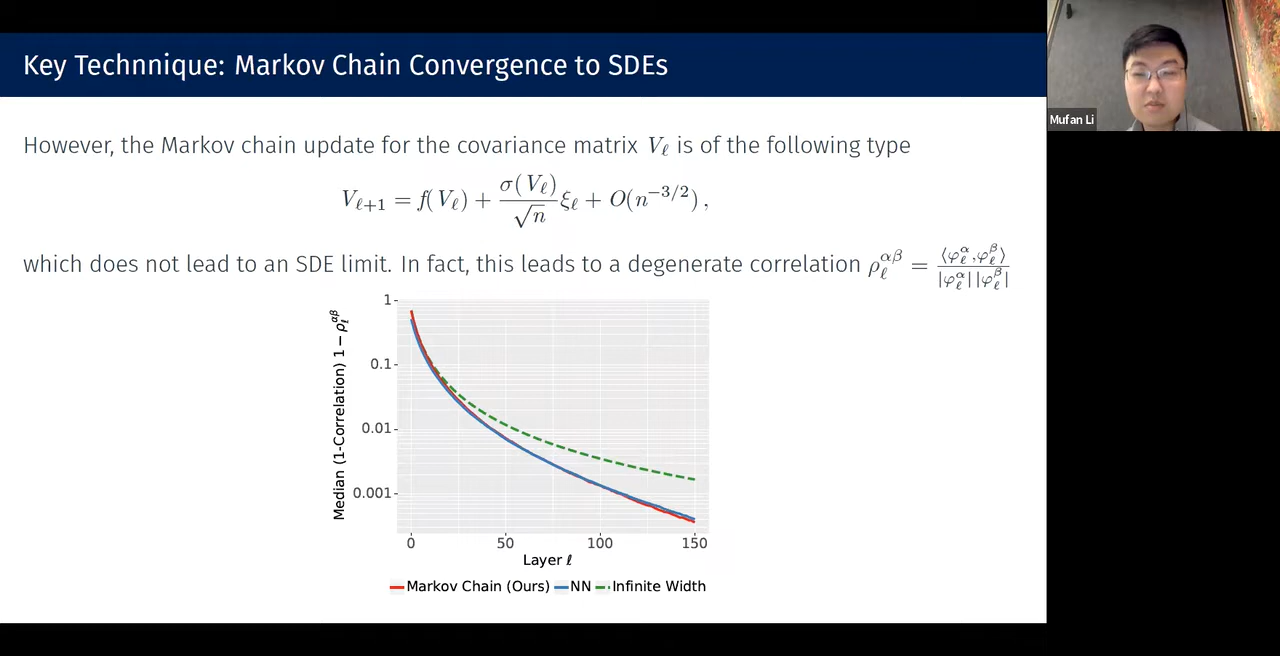 Key Technnique: Markov Chain Convergence to SDEs
Mufan Li
However, the Markov chain update for the covariance matrix V_ℓ is of the following type
V_{ℓ+1} = f(V_ℓ) + \frac{σ(V_ℓ)}{\sqrt{n}} ξ_ℓ + O(n^{-3/2}) ,
which does not lead to an SDE limit. In fact, this leads to a degenerate correlation ρ_ℓ^{αβ} = \frac{⟨φ_ℓ^α, φ_ℓ^β⟩}{|φ_ℓ^α| |φ_ℓ^β|}
Median (1-Correlation) 1 − ρ_ℓ^{αβ}
1
0.1
0.01
0.001
0 50 100 150
Layer ℓ
Markov Chain (Ours) NN Infinite Width